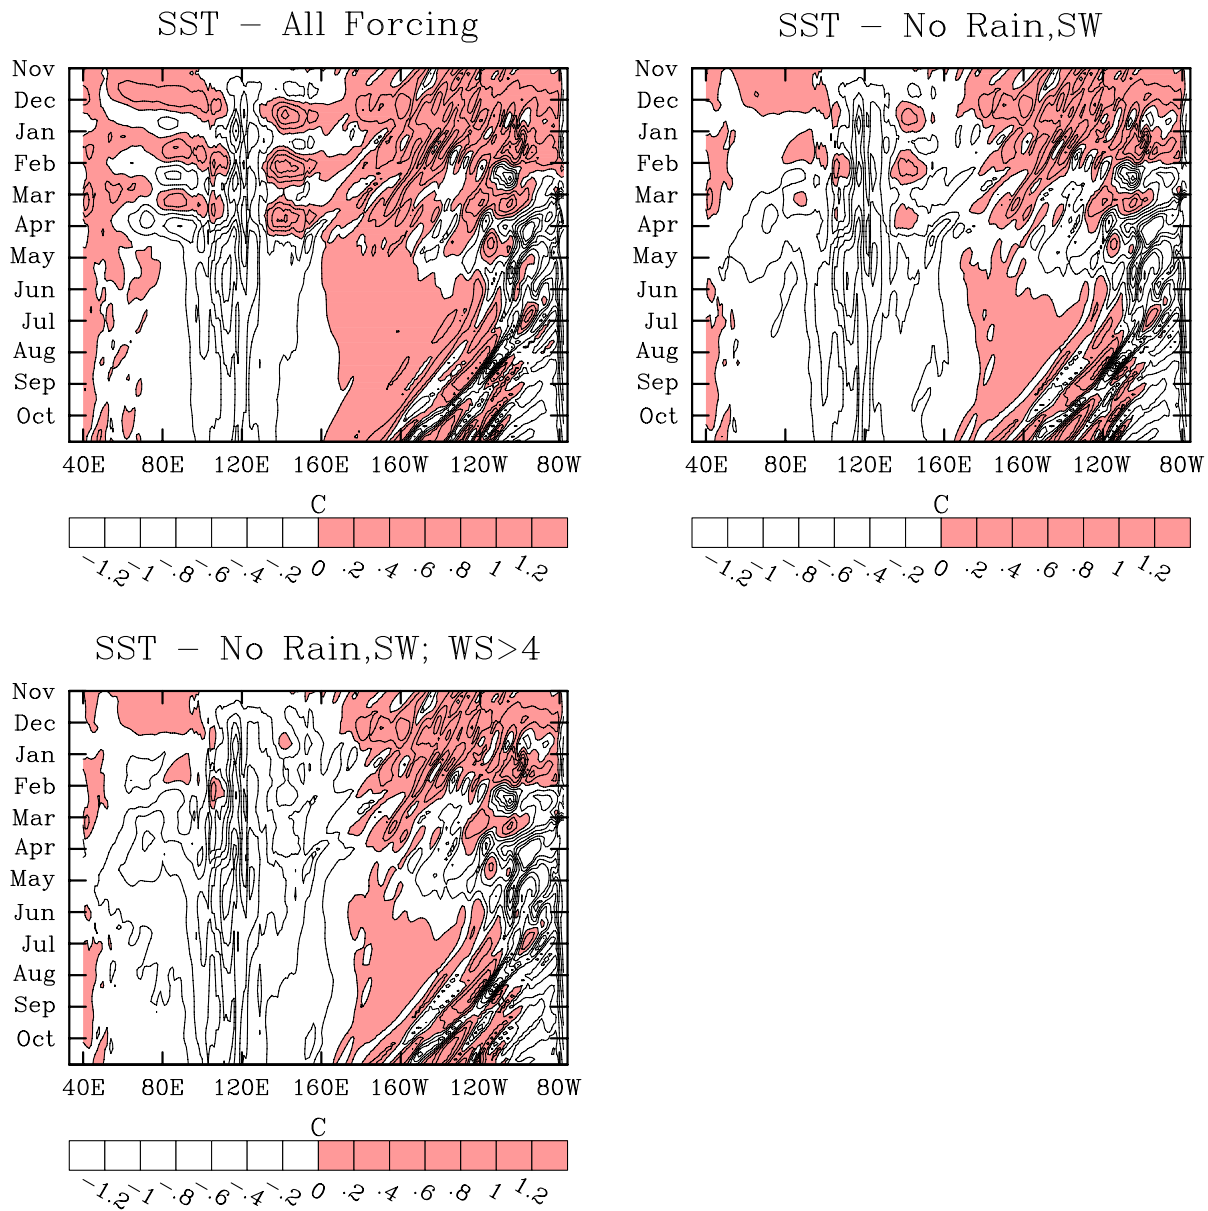 SST – All Forcing
Nov
Dec
Jan
Feb
Mar
Apr
May
Jun
Jul
Aug
Sep
Oct
40E 80E 120E 160E 160W 120W 80W
C
-1.2 -1 -.8 -.6 -.4 -.2 0 .2 .4 .6 .8 1 1.2
SST – No Rain,SW
Nov
Dec
Jan
Feb
Mar
Apr
May
Jun
Jul
Aug
Sep
Oct
40E 80E 120E 160E 160W 120W 80W
C
-1.2 -1 -.8 -.6 -.4 -.2 0 .2 .4 .6 .8 1 1.2
SST – No Rain,SW; WS>4
Nov
Dec
Jan
Feb
Mar
Apr
May
Jun
Jul
Aug
Sep
Oct
40E 80E 120E 160E 160W 120W 80W
C
-1.2 -1 -.8 -.6 -.4 -.2 0 .2 .4 .6 .8 1 1.2